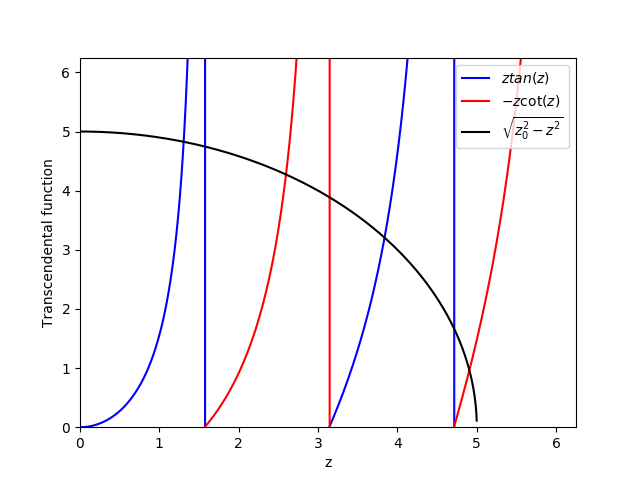 Transcendental function
6
5
4
3
2
1
0
0 1 2 3 4 5 6
z
ztan(z)
−zcot(z)
√z₀² − z²